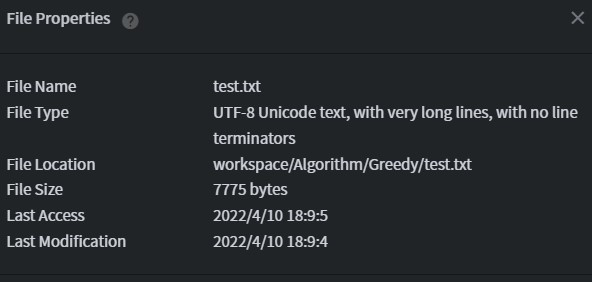 File Properties ?
File Name test.txt
File Type UTF-8 Unicode text, with very long lines, with no line
terminators
File Location workspace/Algorithm/Greedy/test.txt
File Size 7775 bytes
Last Access 2022/4/10 18:9:5
Last Modification 2022/4/10 18:9:4